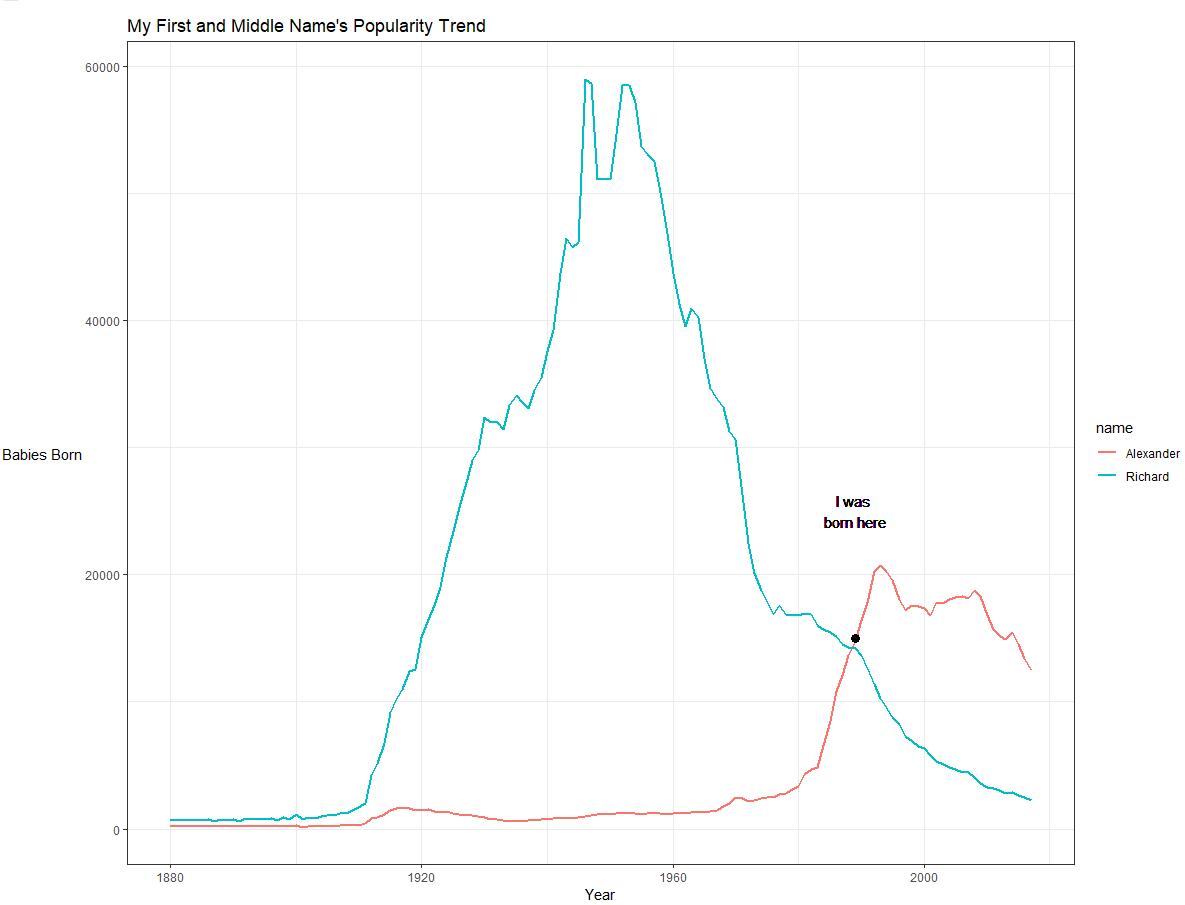 My First and Middle Name's Popularity Trend
60000
40000
20000
0
Babies Born
I was
born here
1880
1920
1960
2000
Year
name
Alexander
Richard